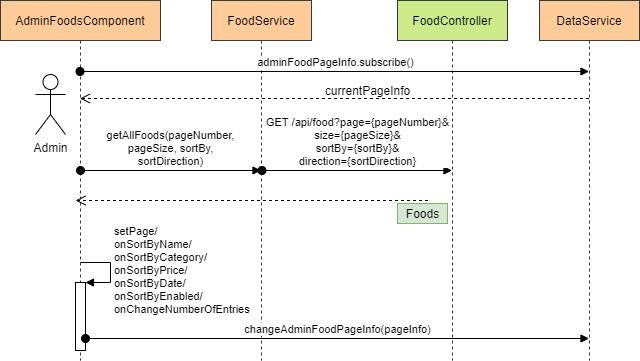 AdminFoodsComponent
FoodService
FoodController
DataService
adminFoodPageInfo.subscribe()
currentPageInfo
Admin
getAllFoods(pageNumber,
pageSize, sortBy,
sortDirection)
GET /api/food?page={pageNumber}&
size={pageSize}&
sortBy={sortBy}&
direction={sortDirection}
Foods
setPage/
onSortByName/
onSortByCategory/
onSortByPrice/
onSortByDate/
onSortByEnabled/
onChangeNumberOfEntries
changeAdminFoodPageInfo(pageInfo)